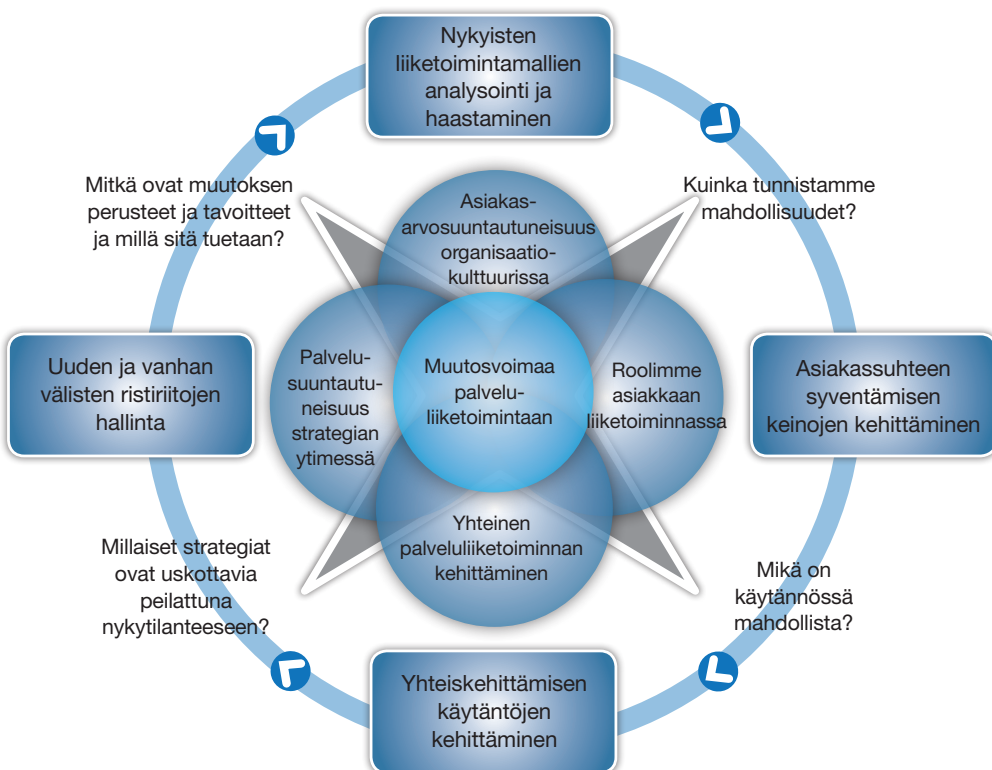 Nykyisten
liiketoimintamallien
analysointi ja
haastaminen
Mitkä ovat muutoksen
perusteet ja tavoitteet
ja millä sitä tuetaan?
Kuinka tunnistamme
mahdollisuudet?
Asiakas-
arvosuuntautuneisuus
organisaatio-
kulttuurissa
Uuden ja vanhan
välisten ristiriitojen
hallinta
Palvelu-
suuntautu-
neisuus
strategian
ytimessä
Muutosvoimaa
palvelu-
liiketoimintaan
Roolimme
asiakkaan
liiketoiminnassa
Asiakassuhteen
syventämisen
keinojen kehittäminen
Yhteinen
palveluliiketoiminnan
kehittäminen
Millaiset strategiat
ovat uskottavia
peilattuna
nykytilanteeseen?
Mikä on
käytännössä
mahdollista?
Yhteiskehittämisen
käytäntöjen
kehittäminen